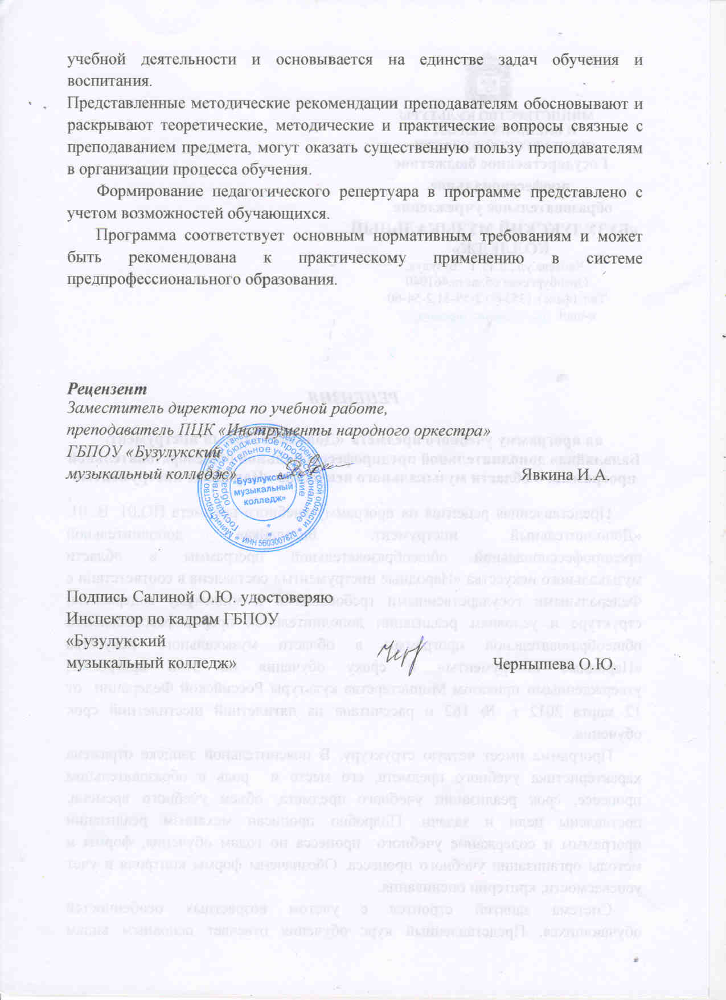 учебной деятельности и основывается на единстве задач обучения и
воспитания.
Представленные методические рекомендации преподавателям обосновывают и
раскрывают теоретические, методические и практические вопросы связные с
преподаванием предмета, могут оказать существенную пользу преподавателям
в организации процесса обучения.
Формирование педагогического репертуара в программе представлено с
учетом возможностей обучающихся.
Программа соответствует основным нормативным требованиям и может
быть рекомендована к практическому применению в системе
предпрофессионального образования.
Рецензент
Заместитель директора по учебной работе,
преподаватель ПЦК «Инструменты народного оркестра»
ГБПОУ «Бузулукский
музыкальный колледж» Явкина И.А.
Государственное бюджетное профессиональное
образовательное учреждение
«Бузулукский
музыкальный
колледж»
ИНН 5603007870
Подпись Салиной О.Ю. удостоверяю
Инспектор по кадрам ГБПОУ
«Бузулукский
музыкальный колледж» Чернышева О.Ю.